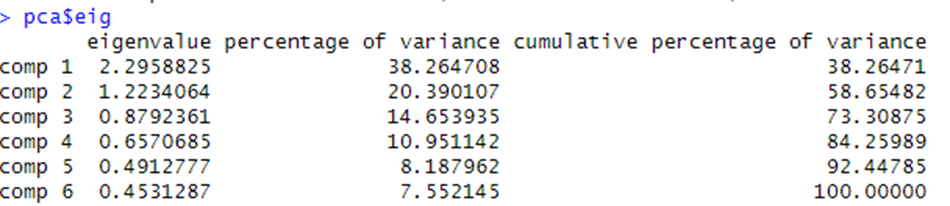 > pca$eig
eigenvalue percentage of variance cumulative percentage of variance
comp 1 2.2958825 38.264708 38.26471
comp 2 1.2234064 20.390107 58.65482
comp 3 0.8792361 14.653935 73.30875
comp 4 0.6570685 10.951142 84.25989
comp 5 0.4912777 8.187962 92.44785
comp 6 0.4531287 7.552145 100.00000